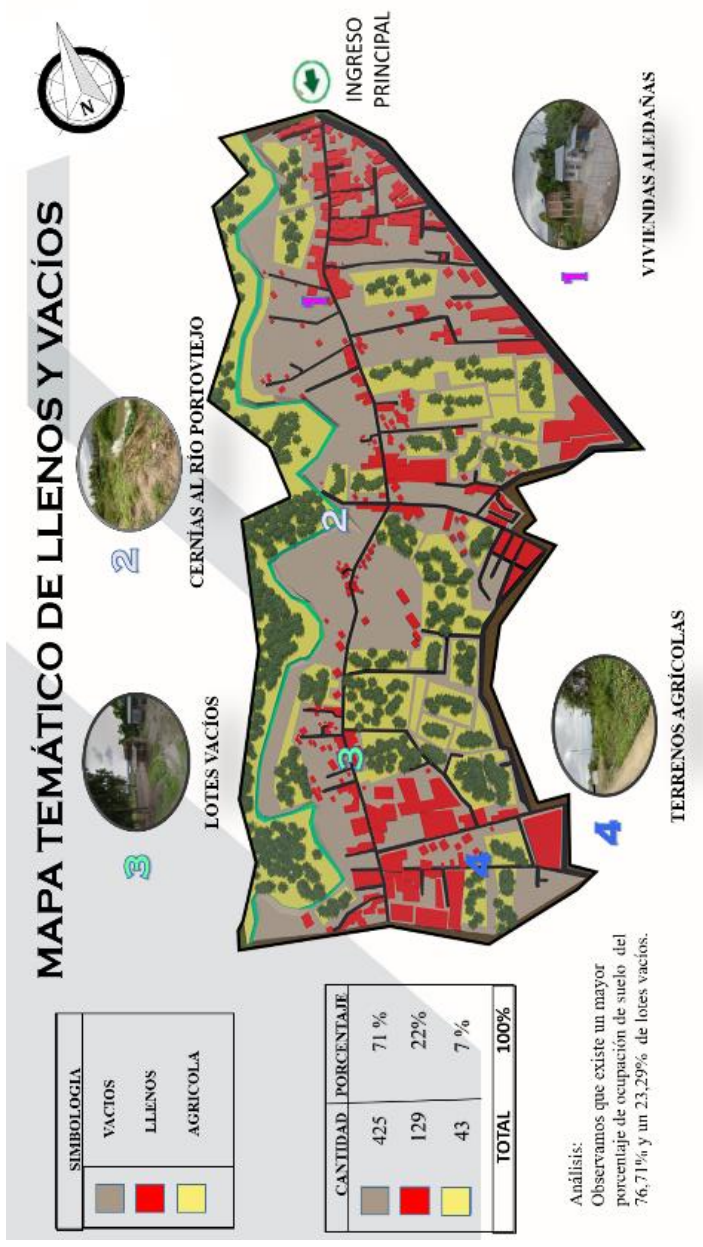 MAPA TEMÁTICO DE LLENOS Y VACÍOS
N
3
LOTES VACÍOS
2
CERNÍAS AL RÍO PORTOVIEJO
INGRESO
PRINCIPAL
1
2
3
4
SIMBOLOGIA
VACIOS
LLENOS
AGRICOLA
CANTIDAD PORCENTAJE
425 71 %
129 22%
43 7 %
TOTAL 100%
Análisis:
Observamos que existe un mayor
porcentaje de ocupación de suelo del
76,71% y un 23,29% de lotes vacíos.
4
TERRENOS AGRÍCOLAS
1
VIVIENDAS ALEDAÑAS